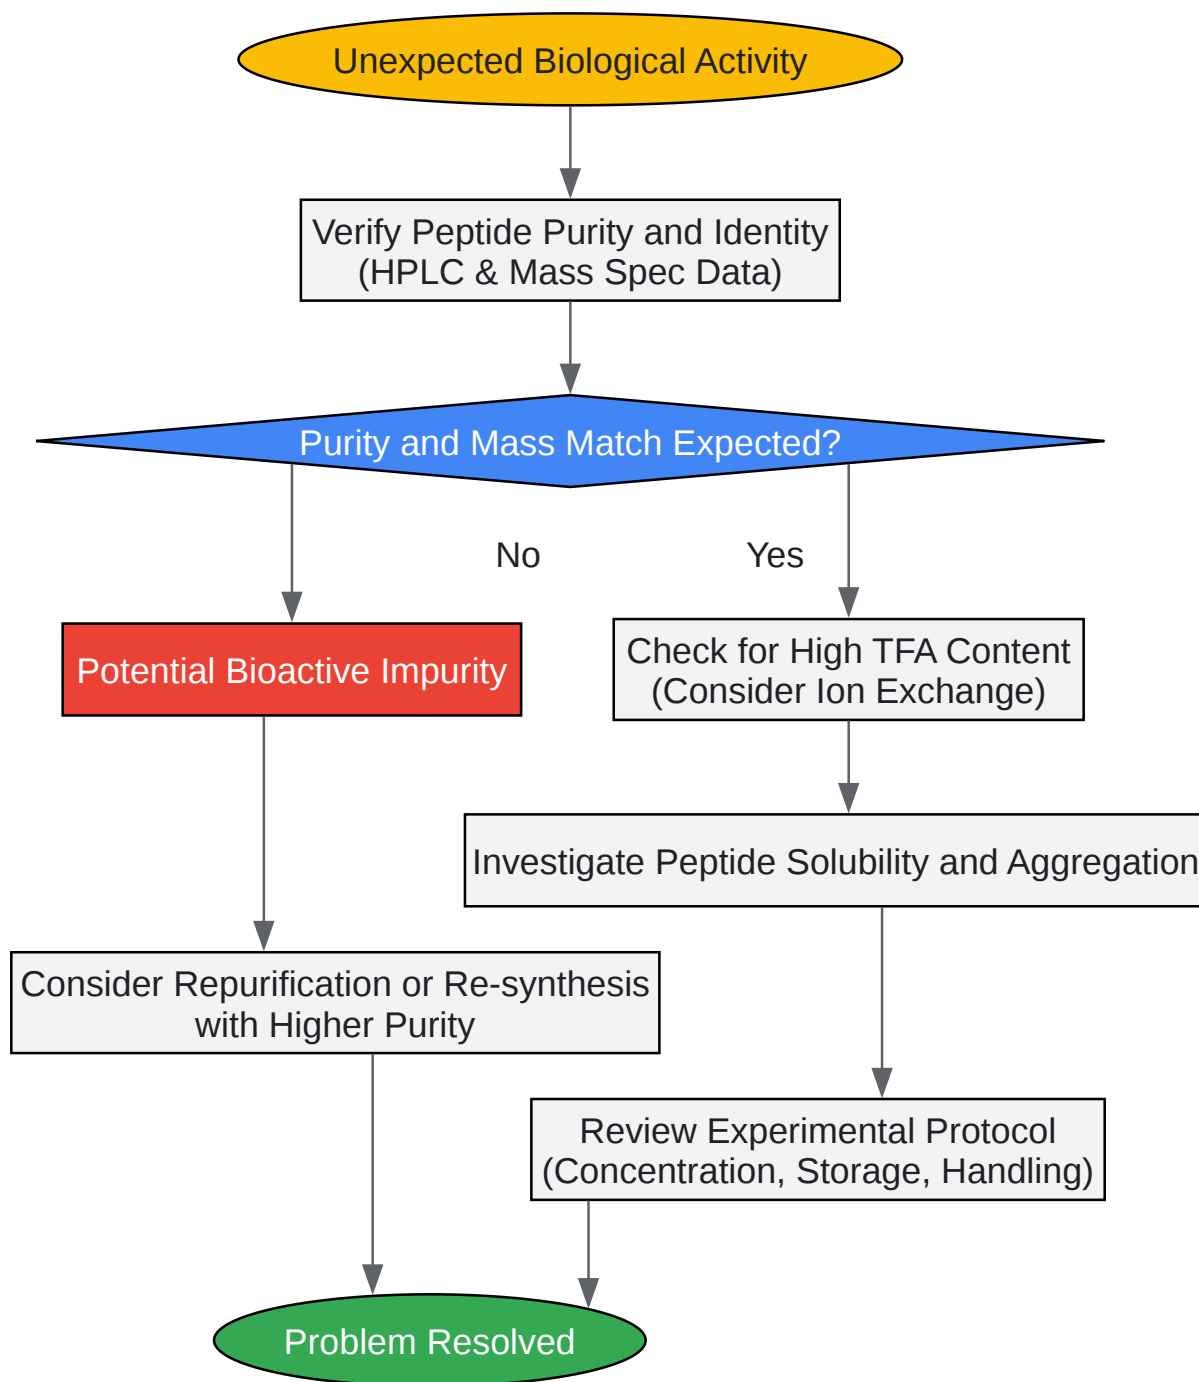 Unexpected Biological Activity
Verify Peptide Purity and Identity
(HPLC & Mass Spec Data)
Purity and Mass Match Expected?
No
Yes
Potential Bioactive Impurity
Check for High TFA Content
(Consider Ion Exchange)
Investigate Peptide Solubility and Aggregation
Consider Repurification or Re-synthesis
with Higher Purity
Review Experimental Protocol
(Concentration, Storage, Handling)
Problem Resolved